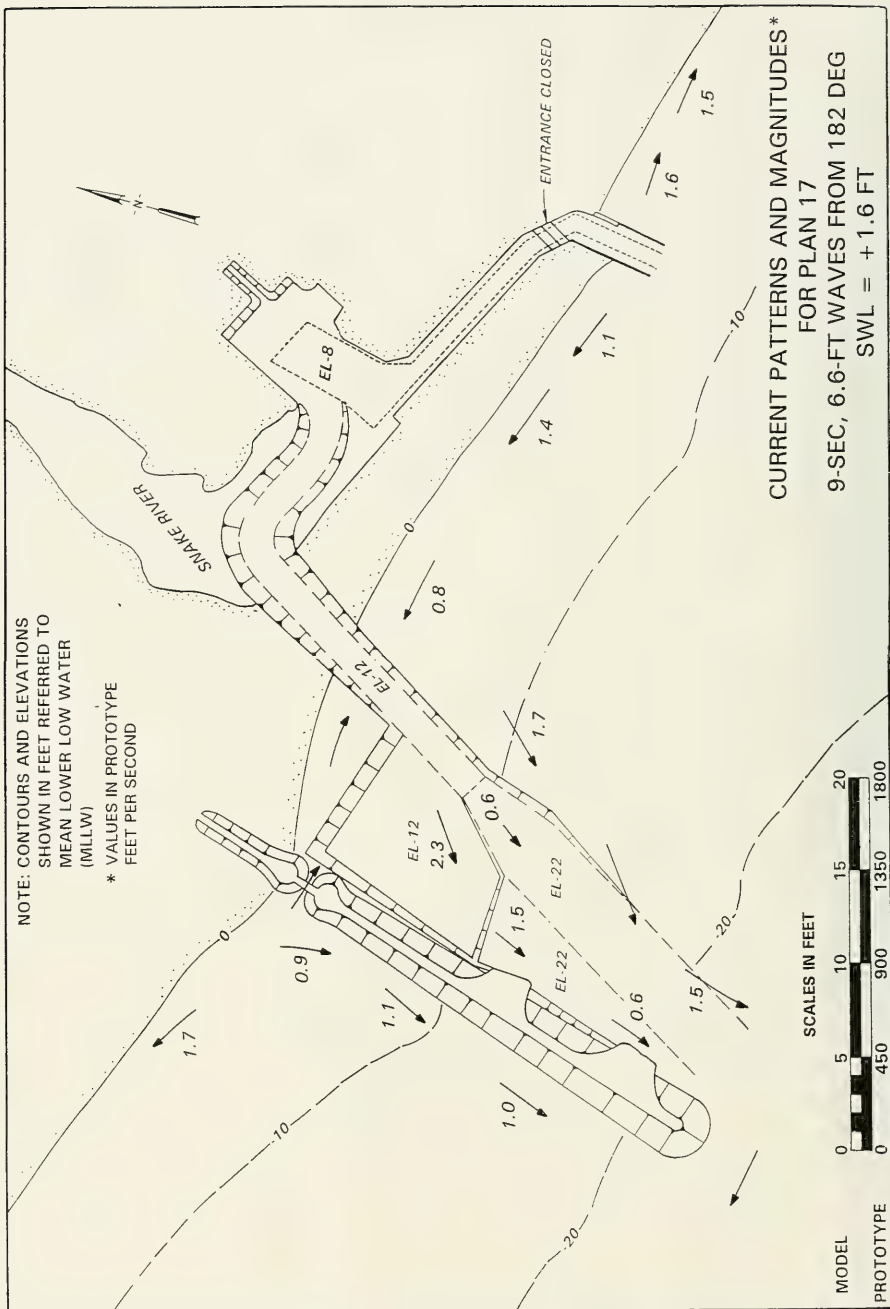 NOTE: CONTOURS AND ELEVATIONS
SHOWN IN FEET REFERRED TO
MEAN LOWER LOW WATER
(MLLW)
* VALUES IN PROTOTYPE
FEET PER SECOND
N
SNAKE RIVER
EL-8
ENTRANCE CLOSED
1.6
1.5
1.1
1.4
0
0.8
EL-12
-10
1.7
0
0.9
1.7
1.1
EL-12
2.3
0.6
EL-22
1.5
EL-22
0.6
1.5
-20
-10
1.0
-20
CURRENT PATTERNS AND MAGNITUDES*
FOR PLAN 17
9-SEC, 6.6-FT WAVES FROM 182 DEG
SWL = +1.6 FT
SCALES IN FEET
MODEL 0 5 10 15 20
PROTOTYPE 0 450 900 1350 1800